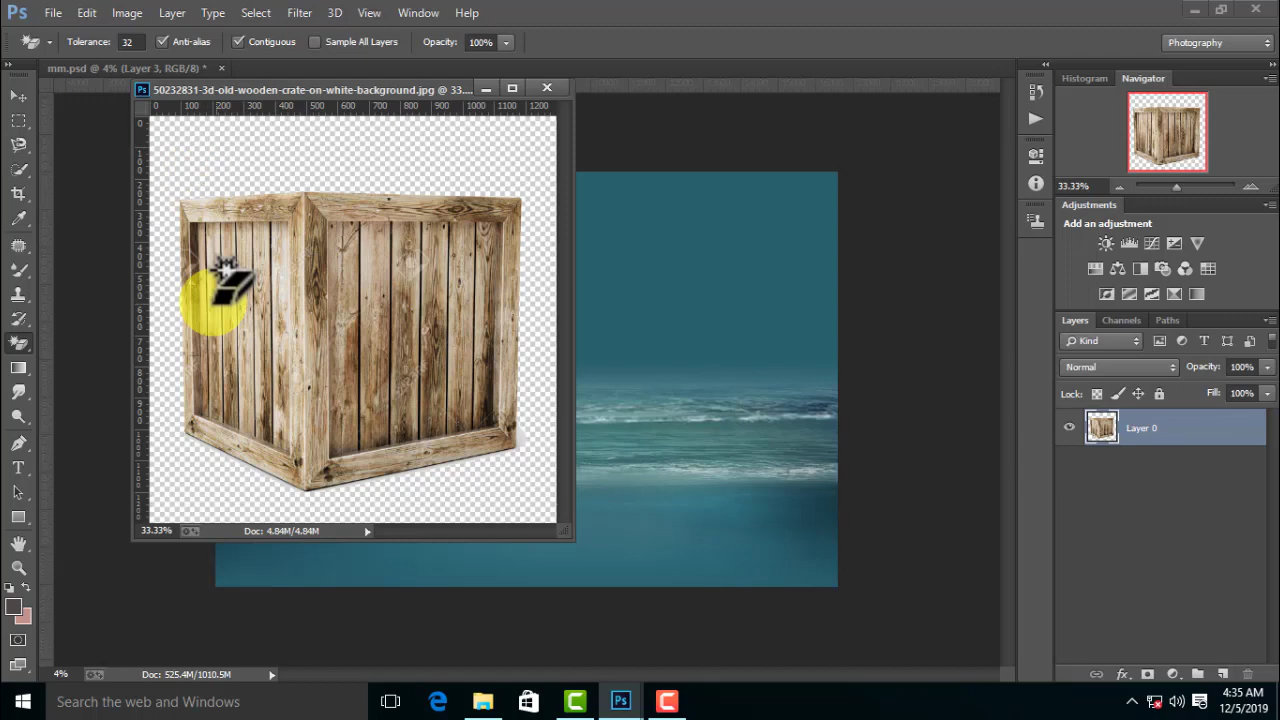 Ps File Edit Image Layer Type Select Filter 3D View Window Help
Tolerance: 32 Anti-alias Contiguous Sample All Layers Opacity: 100% Photography
mm.psd @ 4% (Layer 3, RGB/8) *
Ps 50232831-3d-old-wooden-crate-on-white-background.jpg @ 33....
0 100 200 300 400 500 600 700 800 900 1000 1100 1200
Histogram Navigator
33.33%
Adjustments
Add an adjustment
Layers Channels Paths
Kind
Normal Opacity: 100%
Lock: Fill: 100%
Layer 0
33.33% Doc: 4.84M/4.84M
4% Doc: 525.4M/1010.5M
Search the web and Windows
4:35 AM
12/5/2019